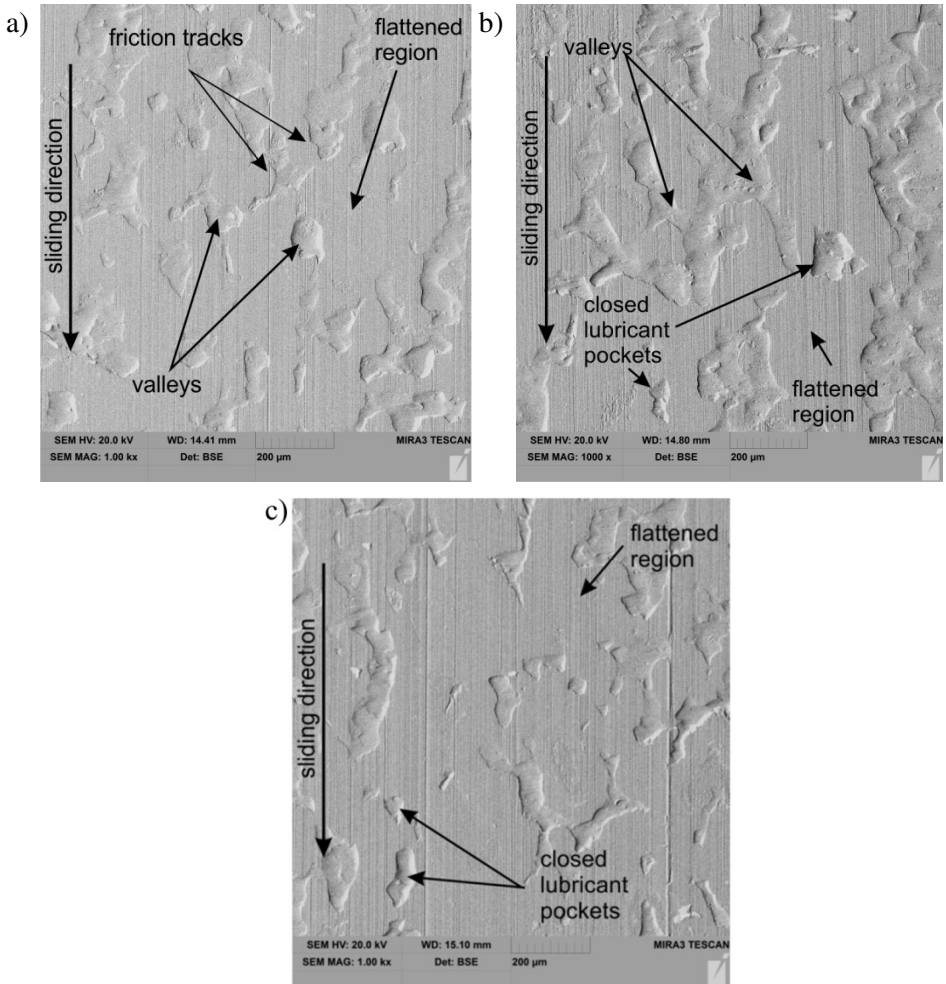 a)
friction tracks
flattened
region
sliding direction
valleys
SEM HV: 20.0 kV WD: 14.41 mm MIRA3 TESCAN
SEM MAG: 1.00 kx Det: BSE 200 µm
b)
valleys
sliding direction
closed
lubricant
pockets
flattened
region
SEM HV: 20.0 kV WD: 14.80 mm MIRA3 TESCAN
SEM MAG: 1000 x Det: BSE 200 µm
c)
flattened
region
sliding direction
closed
lubricant
pockets
SEM HV: 20.0 kV WD: 15.10 mm MIRA3 TESCAN
SEM MAG: 1.00 kx Det: BSE 200 µm